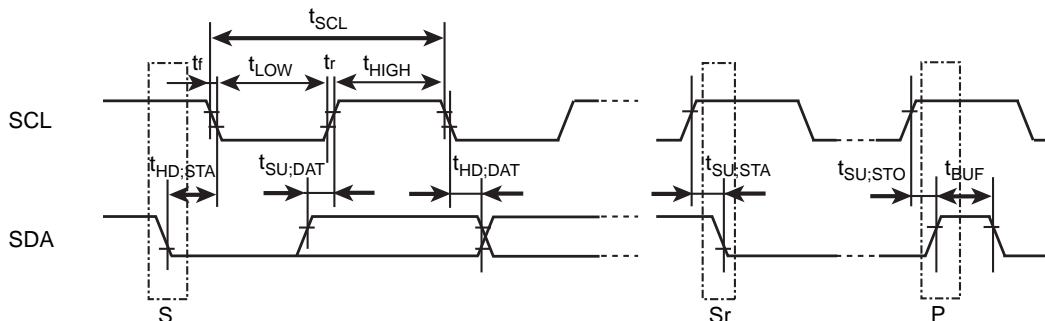 tSCL
tf tLOW tr tHIGH
SCL
tHD;STA tSU;DAT tHD;DAT tSU;STA tSU;STO tBUF
SDA
S Sr P